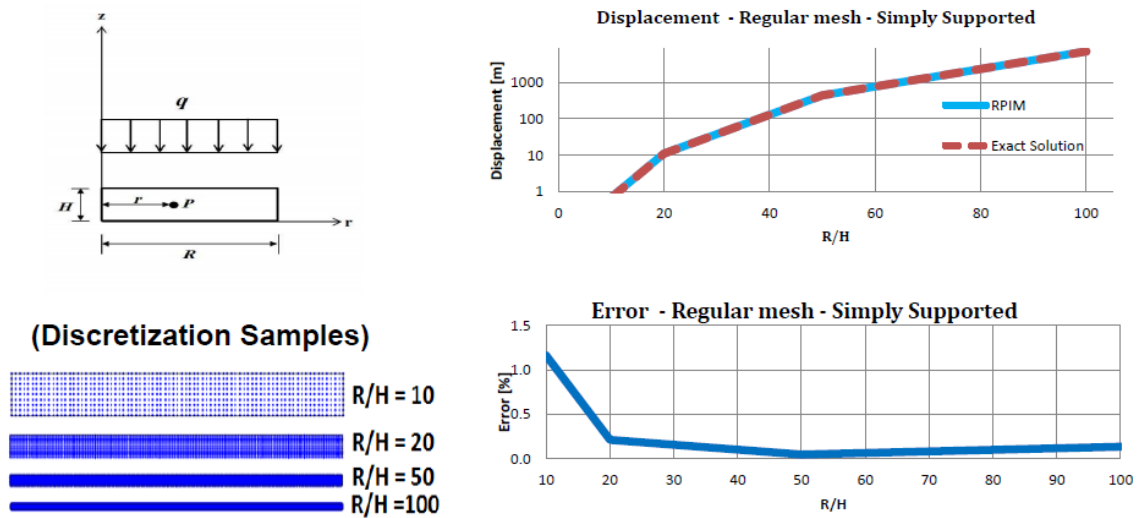 z
q
H
r
P
r
R
(Discretization Samples)
R/H = 10
R/H = 20
R/H = 50
R/H =100
Displacement - Regular mesh - Simply Supported
Displacement [m]
1000
100
10
1
0 20 40 60 80 100
R/H
RPIM
Exact Solution
Error - Regular mesh - Simply Supported
Error [%]
1.5
1.0
0.5
0.0
10 20 30 40 50 60 70 80 90 100
R/H